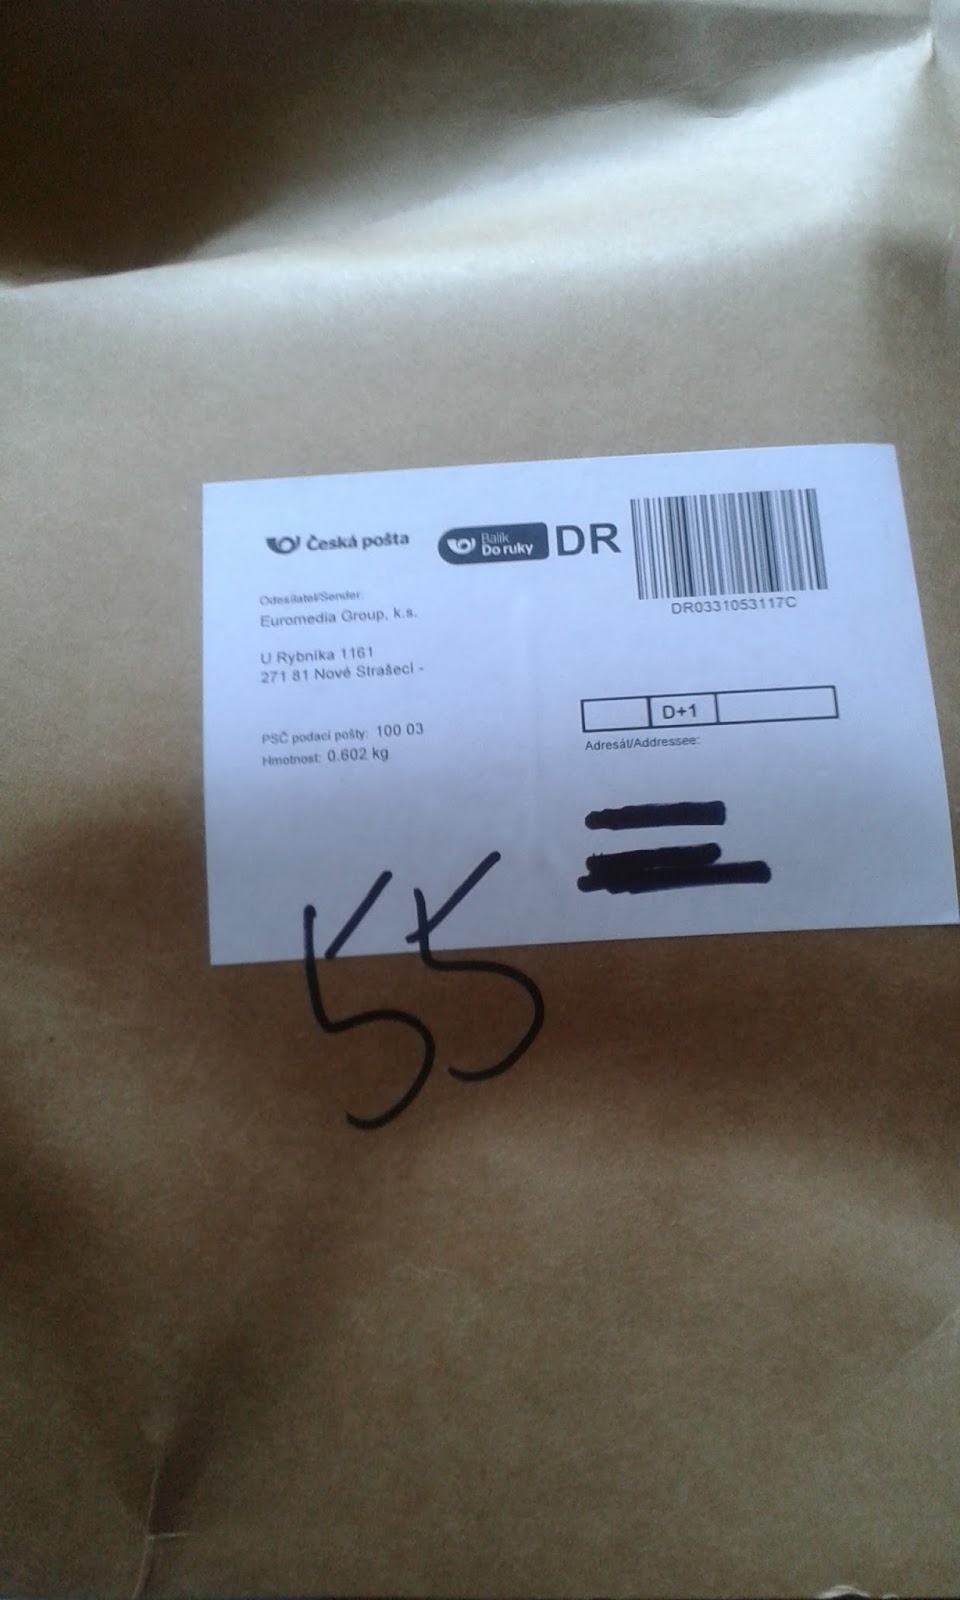 Česká pošta
Balík
Do ruky
DR
DR0331053117C
Odesílatel/Sender:
Euromedia Group, k.s.
U Rybníka 1161
271 81 Nové Strašecí -
PSČ podací pošty: 100 03
Hmotnost: 0.602 kg
D+1
Adresát/Addressee:
55